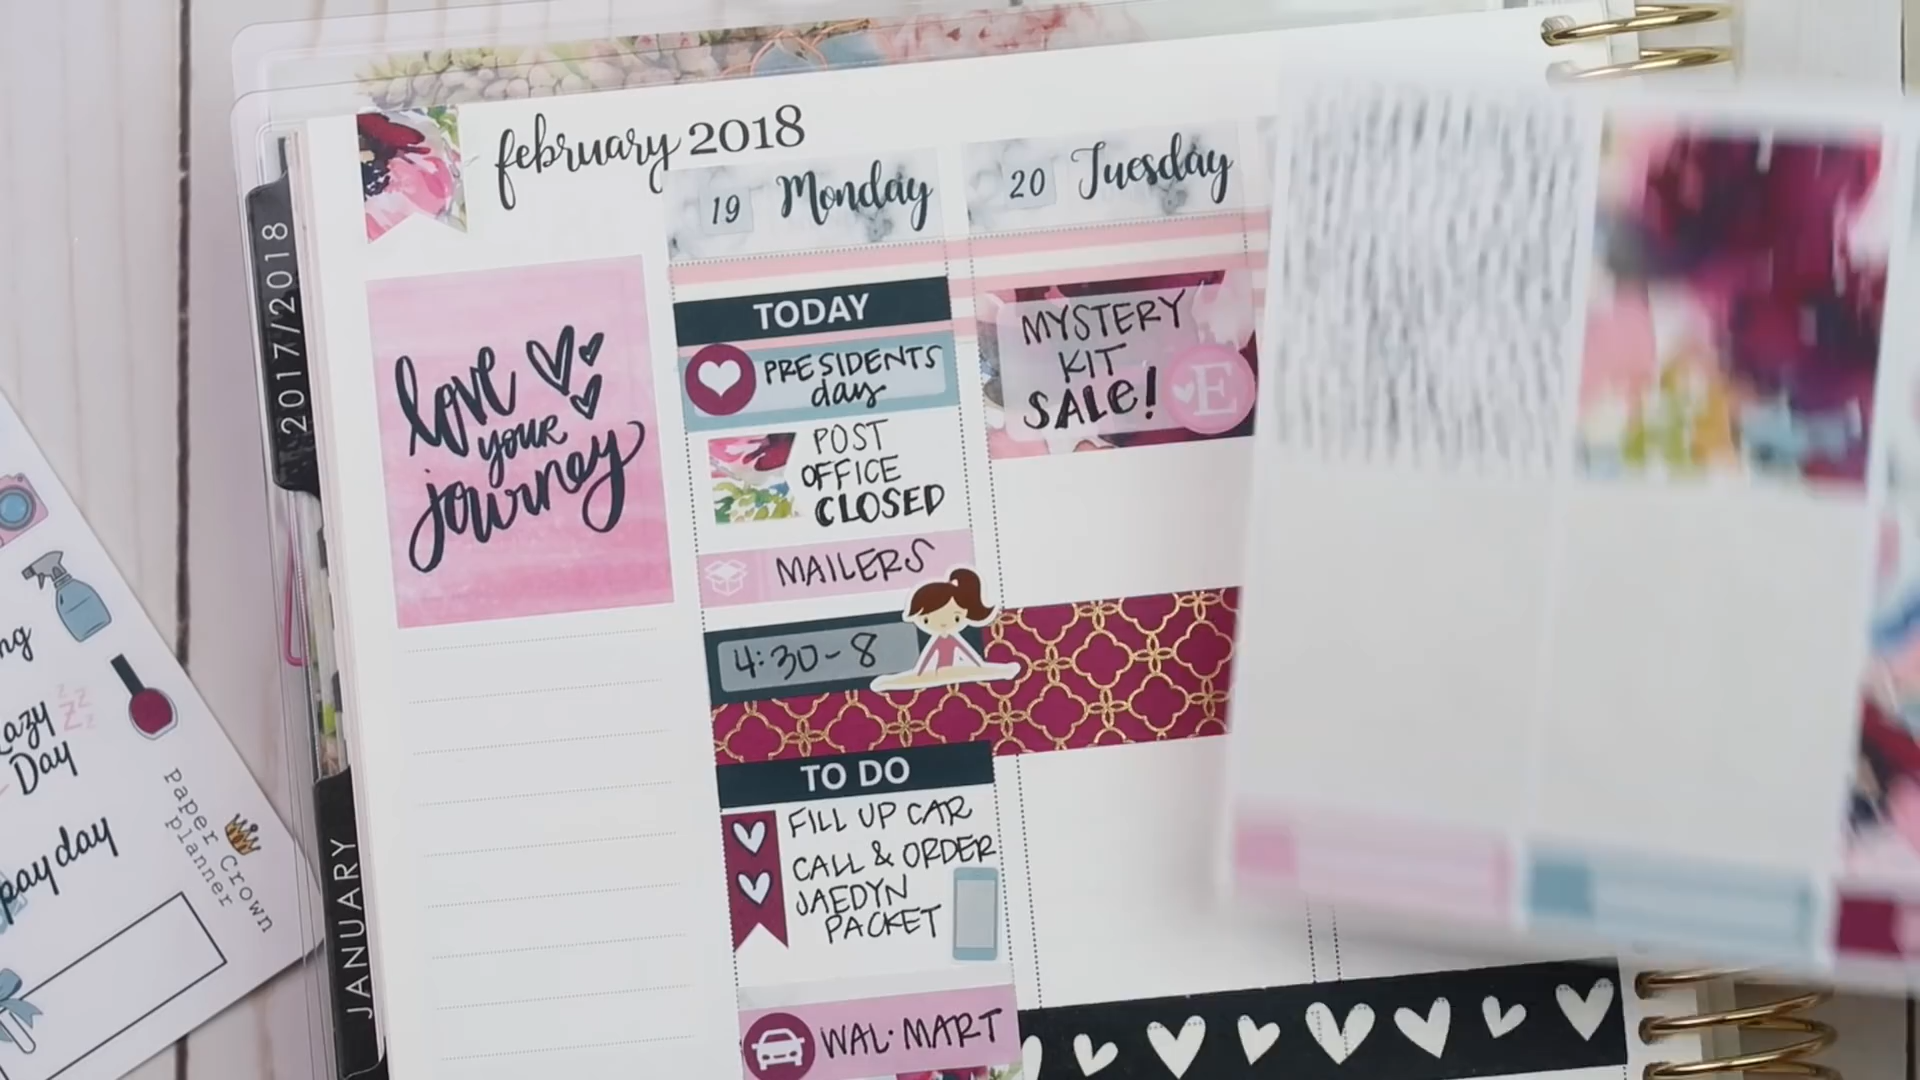 february 2018
19 Monday
20 Tuesday
2017/2018
JANUARY
love
your
journey
TODAY
PRESIDENTS
day
POST
OFFICE
CLOSED
MAILERS
4:30-8
TO DO
FILL UP CAR
CALL & ORDER
JAEDYN
PACKET
WAL-MART
MYSTERY
KIT
SALE!
E
ng
Lazy
Day
zzz
payday
paper crown
planner